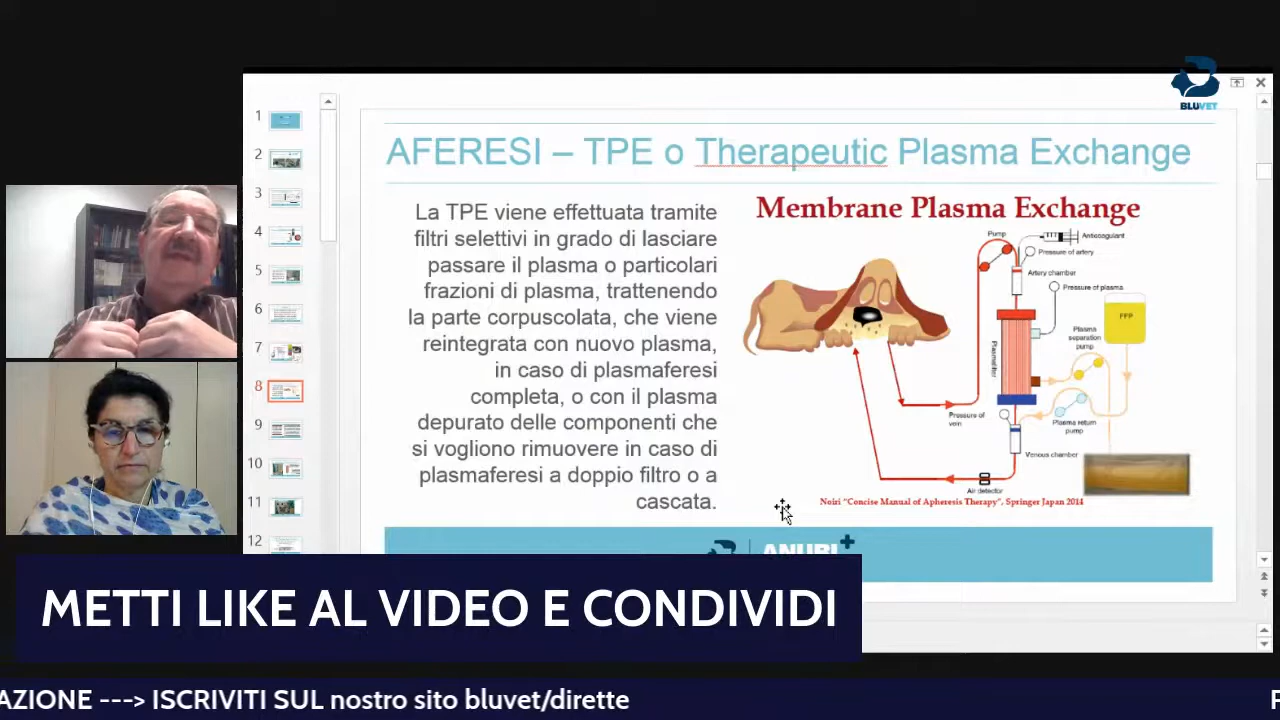 BLUVET
1
2
3
4
5
6
7
8
9
10
11
12
AFERESI – TPE o Therapeutic Plasma Exchange
La TPE viene effettuata tramite
filtri selettivi in grado di lasciare
passare il plasma o particolari
frazioni di plasma, trattenendo
la parte corpuscolata, che viene
reintegrata con nuovo plasma,
in caso di plasmaferesi
completa, o con il plasma
depurato delle componenti che
si vogliono rimuovere in caso di
plasmaferesi a doppio filtro o a
cascata.
Membrane Plasma Exchange
Pump
Anticoagulant
Pressure of artery
Artery chamber
Pressure of plasma
FFP
Plasma
separation
pump
Plasmafilter
Pressure of
vein
Plasma return
pump
Venous chamber
Air detector
Noiri "Concise Manual of Apheresis Therapy", Springer Japan 2014
METTI LIKE AL VIDEO E CONDIVIDI
AZIONE ---> ISCRIVITI SUL nostro sito bluvet/dirette